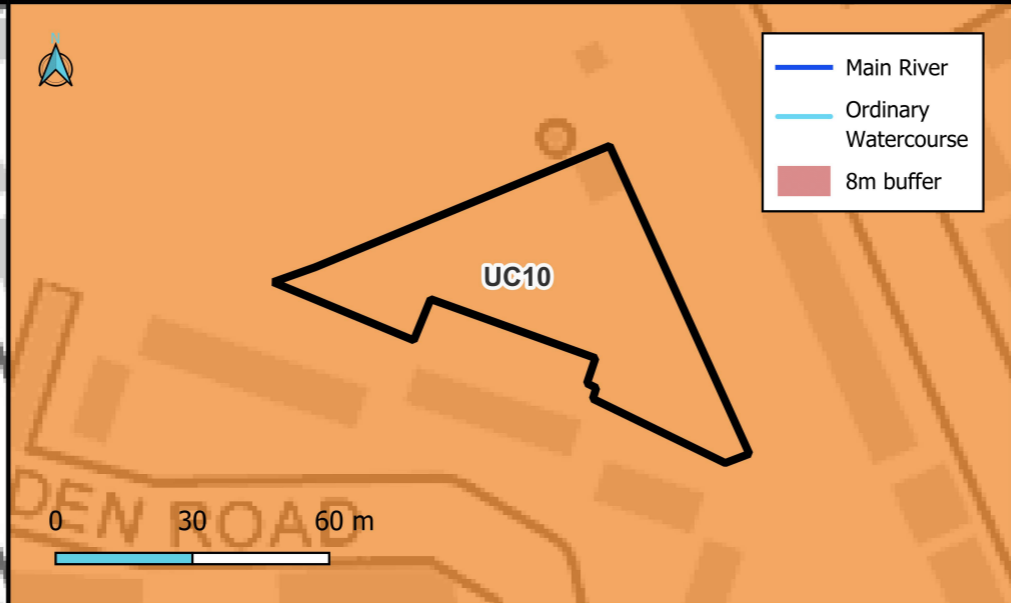 N
Main River
Ordinary
Watercourse
8m buffer
UC10
DEN ROAD
0 30 60 m